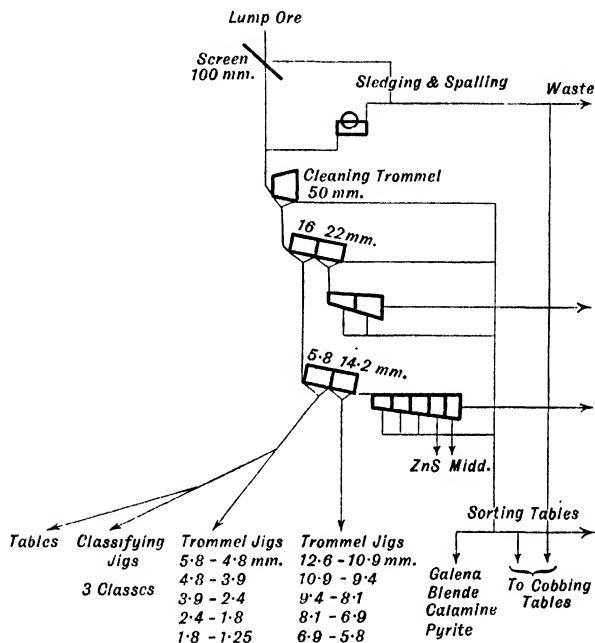 Lump Ore
Screen
100 mm.
Sledging & Spalling
Waste
Cleaning Trommel
50 mm.
16 22 mm.
5·8 14·2 mm.
ZnS Midd.
Sorting Tables
Tables
Classifying
Jigs
3 Classes
Trommel Jigs
5·8 - 4·8 mm.
4·8 - 3·9
3·9 - 2·4
2·4 - 1·8
1·8 - 1·25
Trommel Jigs
12·6 - 10·9 mm.
10·9 - 9·4
9·4 - 8·1
8·1 - 6·9
6·9 - 5·8
Galena
Blende
Calamine
Pyrite
To Cobbing
Tables